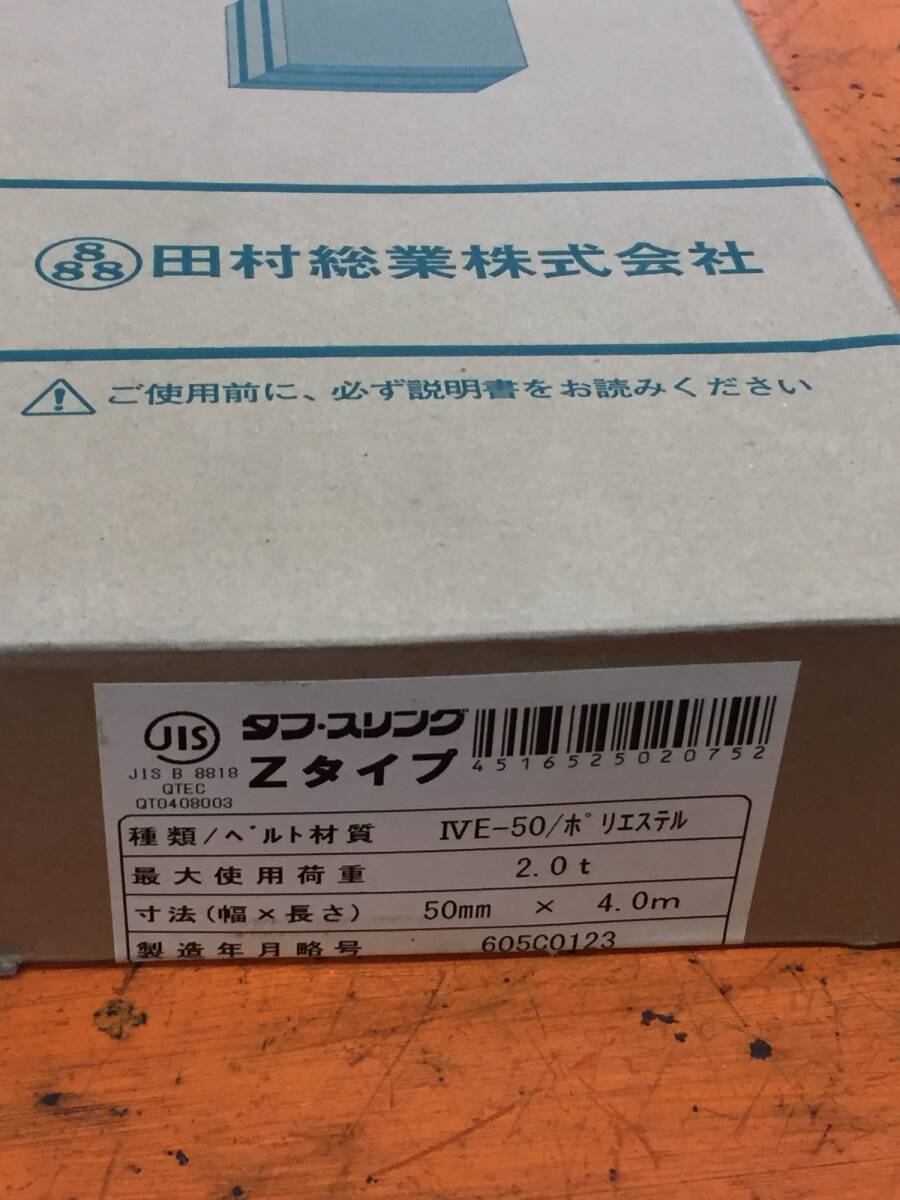 888 田村総業株式会社
ご使用前に、必ず説明書をお読みください
JIS
JIS B 8818
QTEC
QT0408003
タフ・スリング
Zタイプ
4516525020752
種類/ベルト材質 ⅣE-50/ポリエステル
最大使用荷重 2.0t
寸法(幅×長さ) 50mm × 4.0m
製造年月略号 605C0123